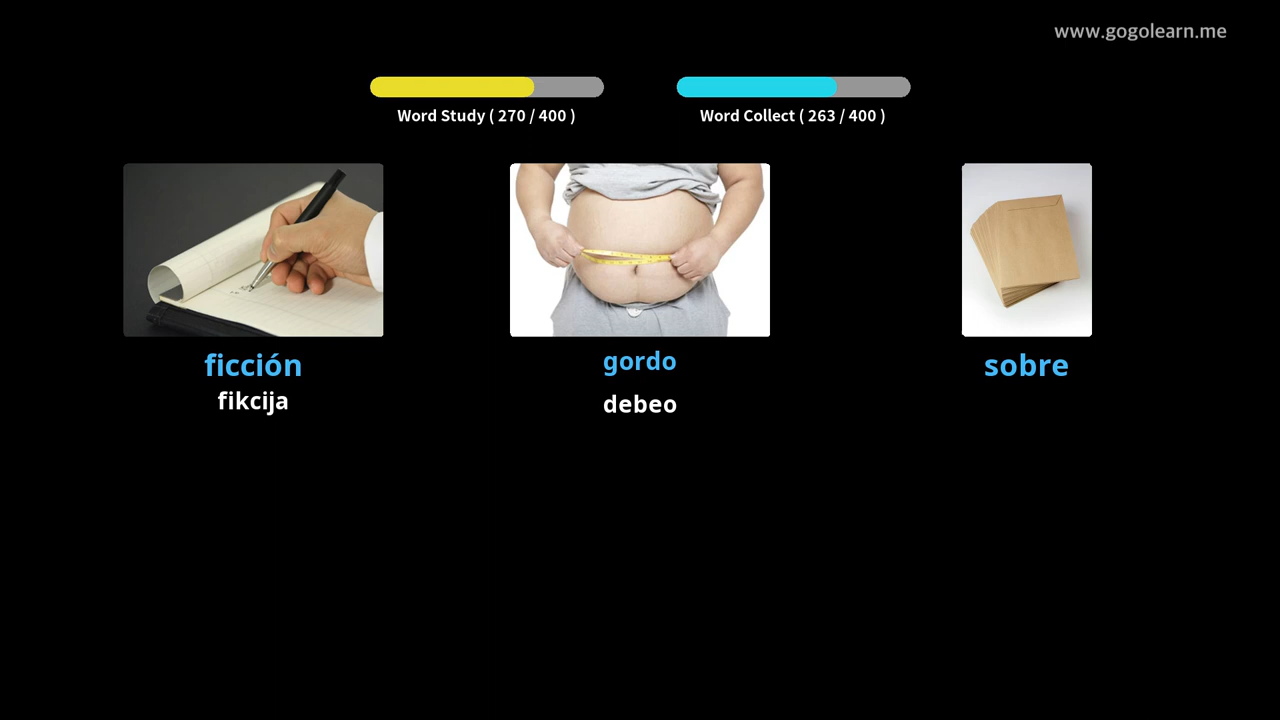 www.gogolearn.me
Word Study ( 270 / 400 )
Word Collect ( 263 / 400 )
ficción
fikcija
gordo
debeo
sobre